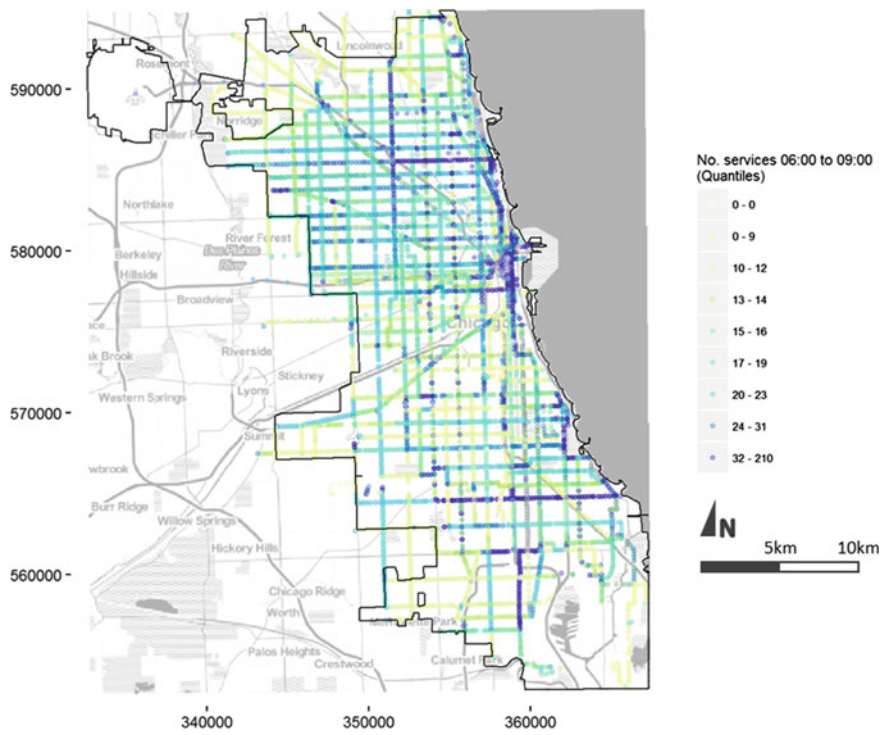 Lincolnwood
590000
Rosemont
Norridge
Northlake
River Forest
580000
Berkeley
Des Plaines
River
Hillside
Broadview
Chicago
Riverside
ak Brook
Stickney
Western Springs
Lyons
570000
Summit
wbrook
Burr Ridge
Willow Springs
Hickory Hills
560000
Chicago Ridge
Worth
Palos Heights
Crestwood
Calumet Park
340000
350000
360000
No. services 06:00 to 09:00
(Quantiles)
0 - 0
0 - 9
10 - 12
13 - 14
15 - 16
17 - 19
20 - 23
24 - 31
32 - 210
N
5km
10km